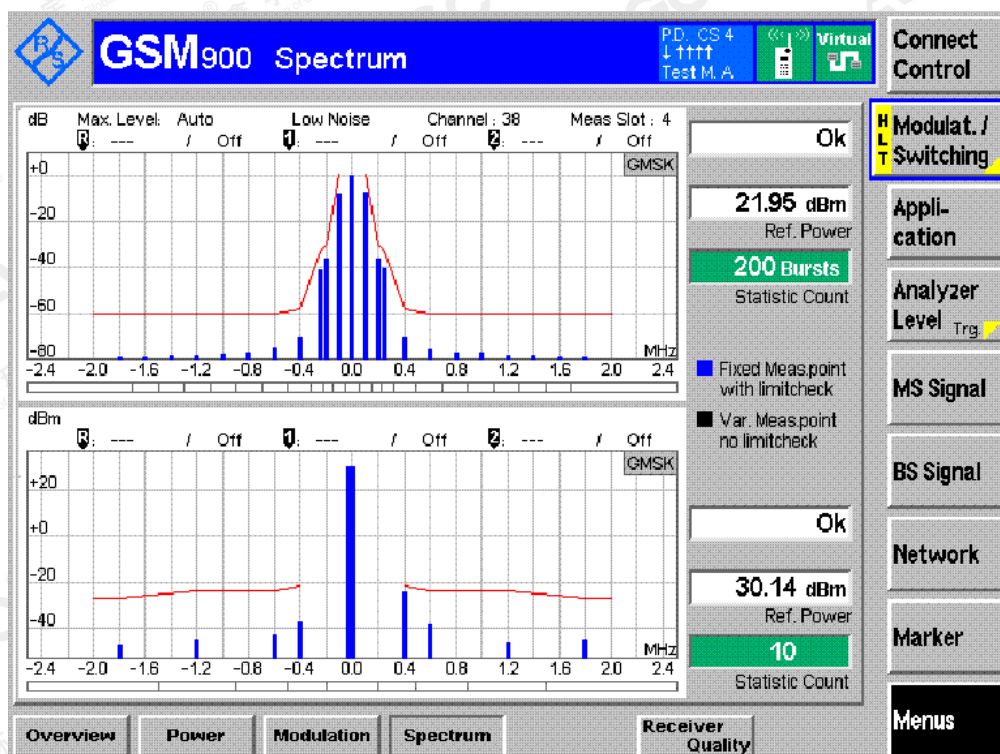 R/S
GSM900 Spectrum
P.D. CS 4
↓ ↑↑↑↑
Test M. A
Virtual
Connect
Control
dB Max. Level: Auto Low Noise Channel : 38 Meas Slot : 4
R: --- / Off 1: --- / Off 2: --- / Off
GMSK
+0
-20
-40
-60
-80
MHz
-2.4 -2.0 -1.6 -1.2 -0.8 -0.4 0.0 0.4 0.8 1.2 1.6 2.0 2.4
Ok
21.95 dBm
Ref. Power
200 Bursts
Statistic Count
Fixed Meas.point
with limitcheck
Var. Meas.point
no limitcheck
dBm
R: --- / Off 1: --- / Off 2: --- / Off
GMSK
+20
+0
-20
-40
MHz
-2.4 -2.0 -1.6 -1.2 -0.8 -0.4 0.0 0.4 0.8 1.2 1.6 2.0 2.4
Ok
30.14 dBm
Ref. Power
10
Statistic Count
HLT
Modulat. /
Switching
Appli-
cation
Analyzer
Level Trg.
MS Signal
BS Signal
Network
Marker
Menus
Overview
Power
Modulation
Spectrum
Receiver
Quality